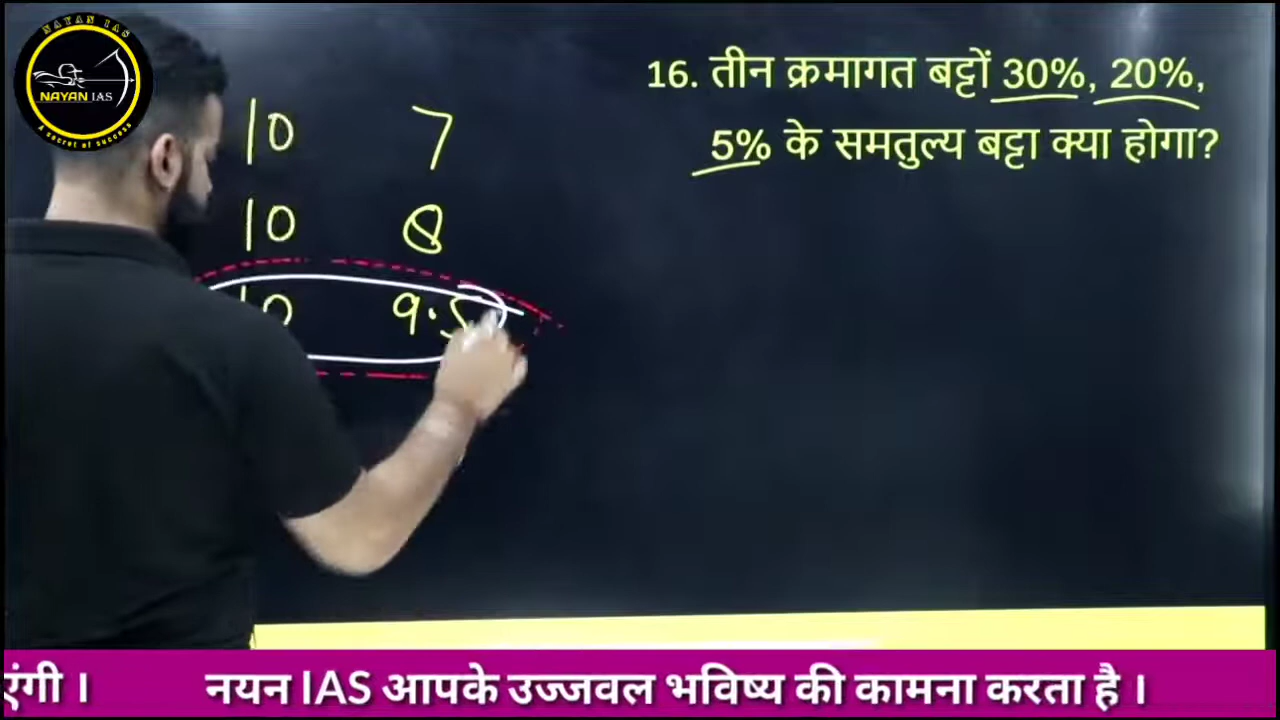 NAYAN IAS
NAYAN IAS
A secret of success
16. तीन क्रमागत बट्टों 30%, 20%,
5% के समतुल्य बट्टा क्या होगा?
10 7
10 8
10 9.5
एंगी । नयन IAS आपके उज्जवल भविष्य की कामना करता है ।